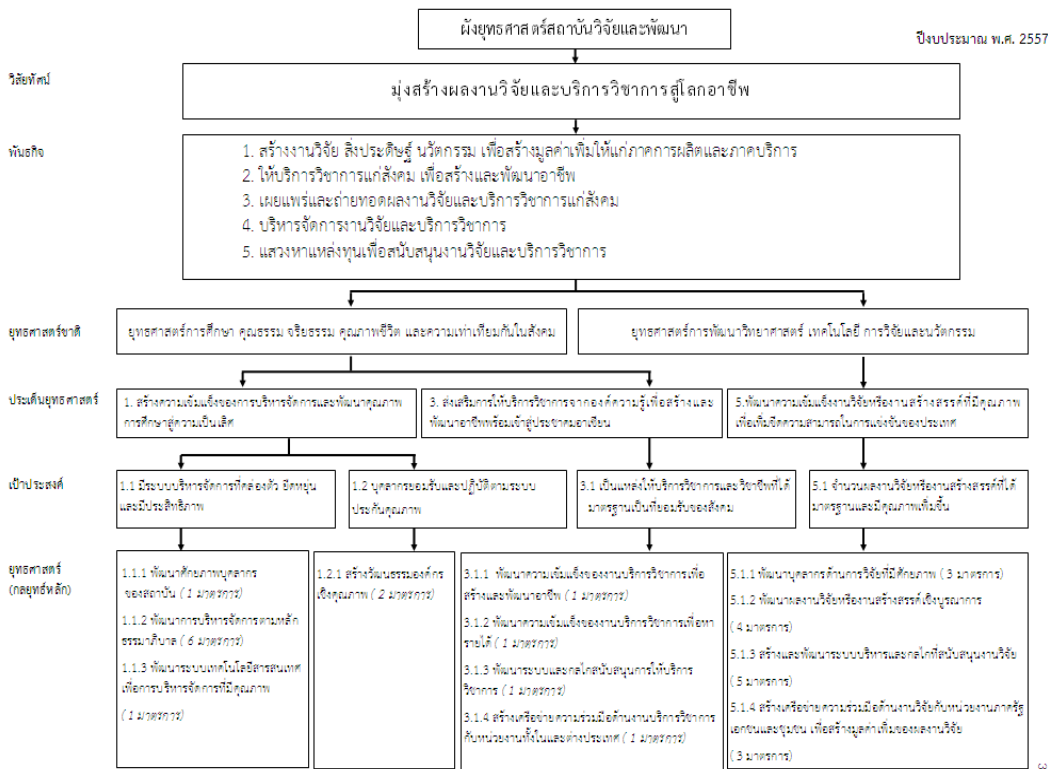 ผังยุทธศาสตร์สถาบันวิจัยและพัฒนา
ปีงบประมาณ พ.ศ. 2557
วิสัยทัศน์
มุ่งสร้างผลงานวิจัยและบริการวิชาการสู่โลกอาชีพ
พันธกิจ
1. สร้างงานวิจัย สิ่งประดิษฐ์ นวัตกรรม เพื่อสร้างมูลค่าเพิ่มให้แก่ภาคการผลิตและภาคบริการ
2. ให้บริการวิชาการแก่สังคม เพื่อสร้างและพัฒนาอาชีพ
3. เผยแพร่และถ่ายทอดผลงานวิจัยและบริการวิชาการแก่สังคม
4. บริหารจัดการงานวิจัยและบริการวิชาการ
5. แสวงหาแหล่งทุนเพื่อสนับสนุนงานวิจัยและบริการวิชาการ
ยุทธศาสตร์ชาติ
ยุทธศาสตร์การศึกษา คุณธรรม จริยธรรม คุณภาพชีวิต และความเท่าเทียมกันในสังคม
ยุทธศาสตร์การพัฒนาวิทยาศาสตร์ เทคโนโลยี การวิจัยและนวัตกรรม
ประเด็นยุทธศาสตร์
1. สร้างความเข้มแข็งของการบริหารจัดการและพัฒนาคุณภาพ
การศึกษาสู่ความเป็นเลิศ
3. ส่งเสริมการให้บริการวิชาการจากองค์ความรู้เพื่อสร้างและ
พัฒนาอาชีพพร้อมเข้าสู่ประชาคมอาเซียน
5.พัฒนาความเข้มแข็งงานวิจัยหรืองานสร้างสรรค์ที่มีคุณภาพ
เพื่อเพิ่มขีดความสามารถในการแข่งขันของประเทศ
เป้าประสงค์
1.1 มีระบบบริหารจัดการที่คล่องตัว ยืดหยุ่น
และมีประสิทธิภาพ
1.2 บุคลากรยอมรับและปฏิบัติตามระบบ
ประกันคุณภาพ
3.1 เป็นแหล่งให้บริการวิชาการและวิชาชีพที่ได้
มาตรฐานเป็นที่ยอมรับของสังคม
5.1 จำนวนผลงานวิจัยหรืองานสร้างสรรค์ที่ได้
มาตรฐานและมีคุณภาพเพิ่มขึ้น
ยุทธศาสตร์
(กลยุทธ์หลัก)
1.1.1 พัฒนาศักยภาพบุคลากร
ของสถาบัน (1 มาตรการ)
1.1.2 พัฒนาการบริหารจัดการตามหลัก
ธรรมาภิบาล ( 6 มาตรการ)
1.1.3 พัฒนาระบบเทคโนโลยีสารสนเทศ
เพื่อการบริหารจัดการที่มีคุณภาพ
(1 มาตรการ)
1.2.1 สร้างวัฒนธรรมองค์กร
เชิงคุณภาพ ( 2 มาตรการ)
3.1.1 พัฒนาความเข้มแข็งของงานบริการวิชาการเพื่อ
สร้างและพัฒนาอาชีพ ( 1 มาตรการ)
3.1.2 พัฒนาความเข้มแข็งของงานบริการวิชาการเพื่อหา
รายได้ ( 1 มาตรการ)
3.1.3 พัฒนาระบบและกลไกสนับสนุนการให้บริการ
วิชาการ ( 1 มาตรการ)
3.1.4 สร้างเครือข่ายความร่วมมือด้านงานบริการวิชาการ
กับหน่วยงานทั้งในและต่างประเทศ ( 1 มาตรการ)
5.1.1 พัฒนาบุคลากรด้านการวิจัยที่มีศักยภาพ ( 3 มาตรการ)
5.1.2 พัฒนาผลงานวิจัยหรืองานสร้างสรรค์เชิงบูรณาการ
( 4 มาตรการ)
5.1.3 สร้างและพัฒนาระบบบริหารและกลไกที่สนับสนุนงานวิจัย
( 5 มาตรการ)
5.1.4 สร้างเครือข่ายความร่วมมือด้านงานวิจัยกับหน่วยงานภาครัฐ
เอกชนและชุมชน เพื่อสร้างมูลค่าเพิ่มของผลงานวิจัย
( 3 มาตรการ)
3